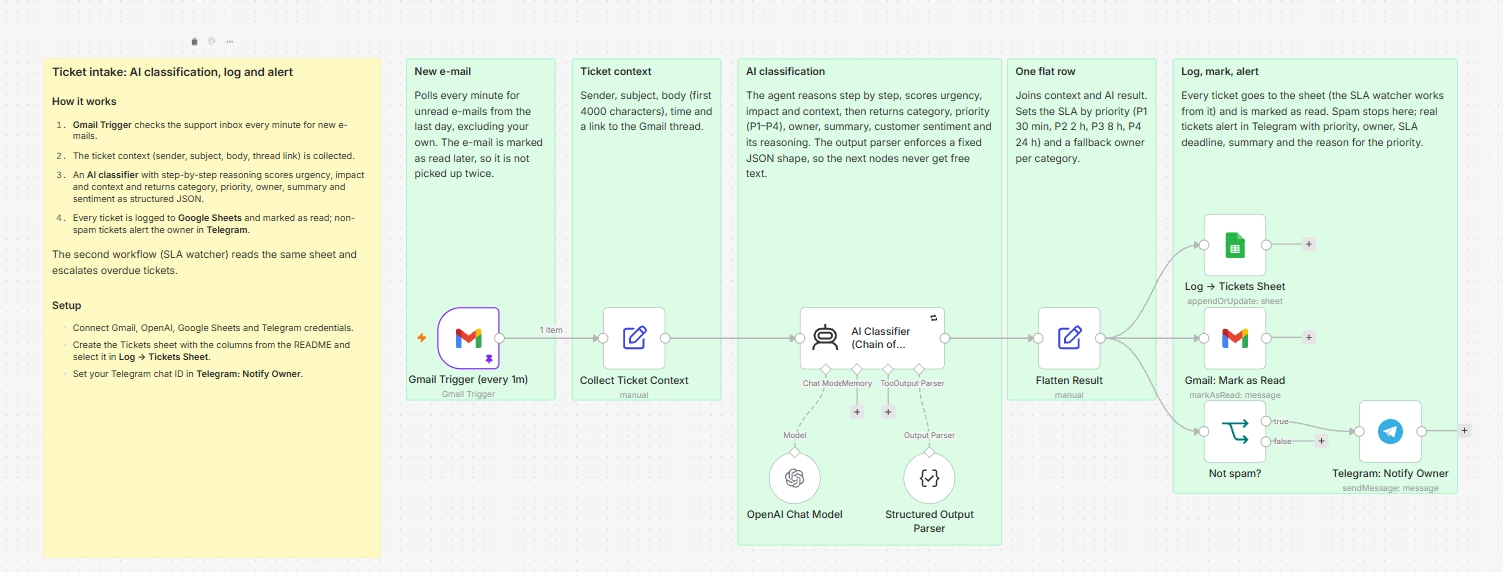 Ticket intake: AI classification, log and alert
How it works
1. Gmail Trigger checks the support inbox every minute for new e-
mails.
2. The ticket context (sender, subject, body, thread link) is collected.
3. An AI classifier with step-by-step reasoning scores urgency, impact
and context and returns category, priority, owner, summary and
sentiment as structured JSON.
4. Every ticket is logged to Google Sheets and marked as read; non-
spam tickets alert the owner in Telegram.
The second workflow (SLA watcher) reads the same sheet and
escalates overdue tickets.
Setup
Connect Gmail, OpenAI, Google Sheets and Telegram credentials.
Create the Tickets sheet with the columns from the README and
select it in Log → Tickets Sheet.
Set your Telegram chat ID in Telegram: Notify Owner.
New e-mail
Polls every minute for
unread e-mails from the
last day, excluding your
own. The e-mail is marked
as read later, so it is not
picked up twice.
1 item
Gmail Trigger (every 1m)
Gmail Trigger
Ticket context
Sender, subject, body (first
4000 characters), time and
a link to the Gmail thread.
Collect Ticket Context
manual
AI classification
The agent reasons step by step, scores urgency,
impact and context, then returns category, priority
(P1–P4), owner, summary, customer sentiment and
its reasoning. The output parser enforces a fixed
JSON shape, so the next nodes never get free
text.
AI Classifier
(Chain of...
Chat Model
Memory
Tool
Output Parser
Model
Output Parser
OpenAI Chat Model
Structured Output
Parser
One flat row
Joins context and AI result.
Sets the SLA by priority (P1
30 min, P2 2 h, P3 8 h, P4
24 h) and a fallback owner
per category.
Flatten Result
manual
Log, mark, alert
Every ticket goes to the sheet (the SLA watcher works
from it) and is marked as read. Spam stops here; real
tickets alert in Telegram with priority, owner, SLA
deadline, summary and the reason for the priority.
Log → Tickets Sheet
appendOrUpdate: sheet
Gmail: Mark as Read
markAsRead: message
true
false
Not spam?
Telegram: Notify Owner
sendMessage: message